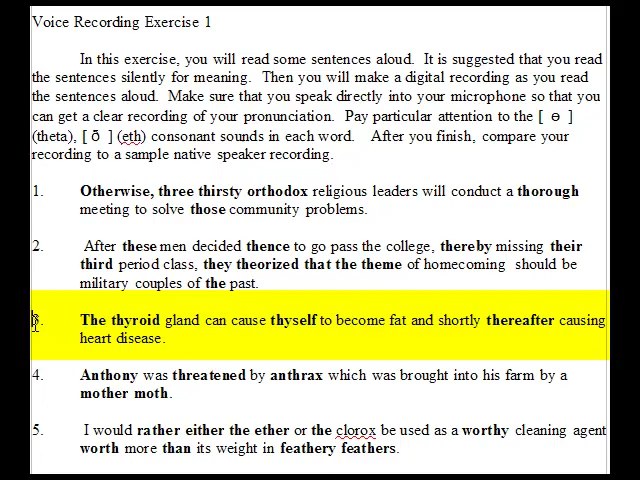 Voice Recording Exercise 1
In this exercise, you will read some sentences aloud. It is suggested that you read
the sentences silently for meaning. Then you will make a digital recording as you read
the sentences aloud. Make sure that you speak directly into your microphone so that you
can get a clear recording of your pronunciation. Pay particular attention to the [ ɵ ]
(theta), [ ð ] (eth) consonant sounds in each word. After you finish, compare your
recording to a sample native speaker recording.
1. Otherwise, three thirsty orthodox religious leaders will conduct a thorough
meeting to solve those community problems.
2. After these men decided thence to go pass the college, thereby missing their
third period class, they theorized that the theme of homecoming should be
military couples of the past.
3. The thyroid gland can cause thyself to become fat and shortly thereafter causing
heart disease.
4. Anthony was threatened by anthrax which was brought into his farm by a
mother moth.
5. I would rather either the ether or the clorox be used as a worthy cleaning agent
worth more than its weight in feathery feathers.